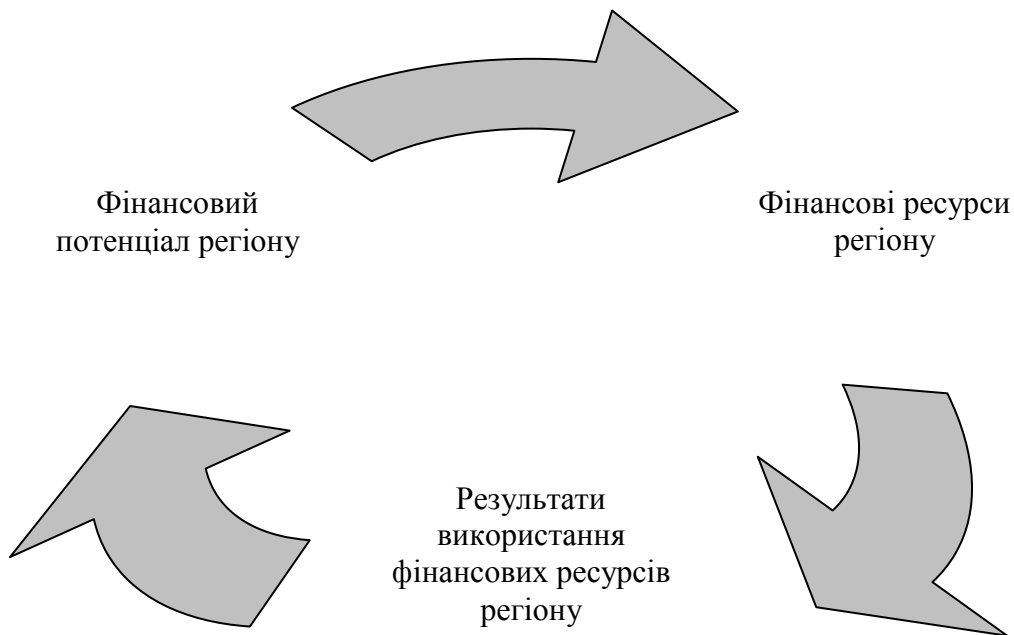 Фінансовий
потенціал регіону
Фінансові ресурси
регіону
Результати
використання
фінансових ресурсів
регіону